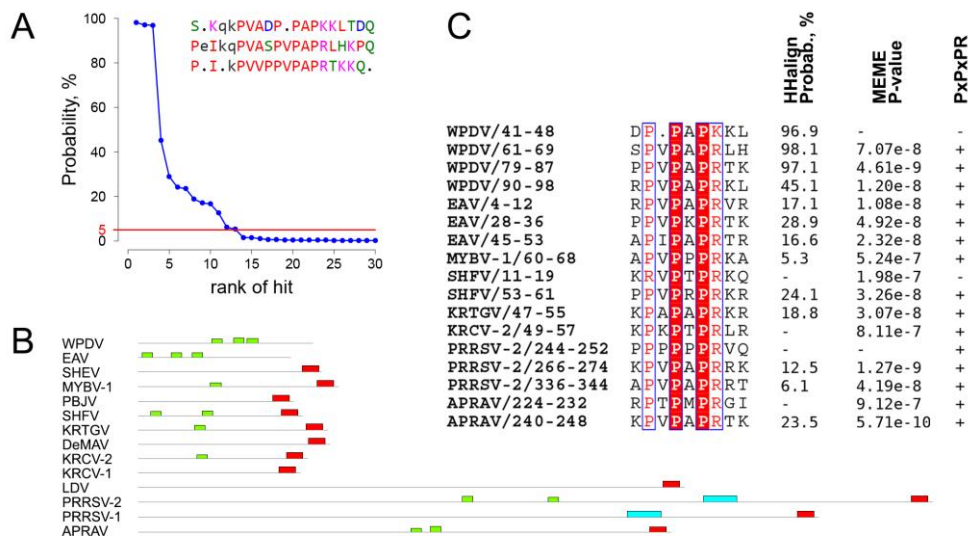 A
Probability, %
100
80
60
40
20
5
0
0
5
10
15
20
25
30
rank of hit
S.KqkPVADP.PAPKKLTDQ
PeIkqPVASPVPAPRLHKPQ
P.I.kPVVPPVPAPRTKKQ.
B
WPDV
EAV
SHEV
MYBV-1
PBJV
SHFV
KRTGV
DeMAV
KRCV-2
KRCV-1
LDV
PRRSV-2
PRRSV-1
APRAV
C
HHalign Probab., %
MEME P-value
PxPxPR
WPDV/41-48 DP.PAPKKL 96.9 - -
WPDV/61-69 SPVPAPRLH 98.1 7.07e-8 +
WPDV/79-87 PPVPAPRTK 97.1 4.61e-9 +
WPDV/90-98 RPVPAPRKL 45.1 1.20e-8 +
EAV/4-12 RPVPAPRVR 17.1 1.08e-8 +
EAV/28-36 PPVPKPRTK 28.9 4.92e-8 +
EAV/45-53 APIPAPRTR 16.6 2.32e-8 +
MYBV-1/60-68 APVPPPRKA 5.3 5.24e-7 +
SHFV/11-19 KRVPTPRKQ - 1.98e-7 -
SHFV/53-61 PPVPRPRKR 24.1 3.26e-8 +
KRTGV/47-55 KPAPAPRKR 18.8 3.07e-8 +
KRCV-2/49-57 KPKPTPRLR - 8.11e-7 +
PRRSV-2/244-252 PPPPPPRVQ - - +
PRRSV-2/266-274 KPVPAPRRK 12.5 1.27e-9 +
PRRSV-2/336-344 APVPAPRRT 6.1 4.19e-8 +
APRAV/224-232 RPTPMPRGI - 9.12e-7 +
APRAV/240-248 KPVPAPRTK 23.5 5.71e-10 +